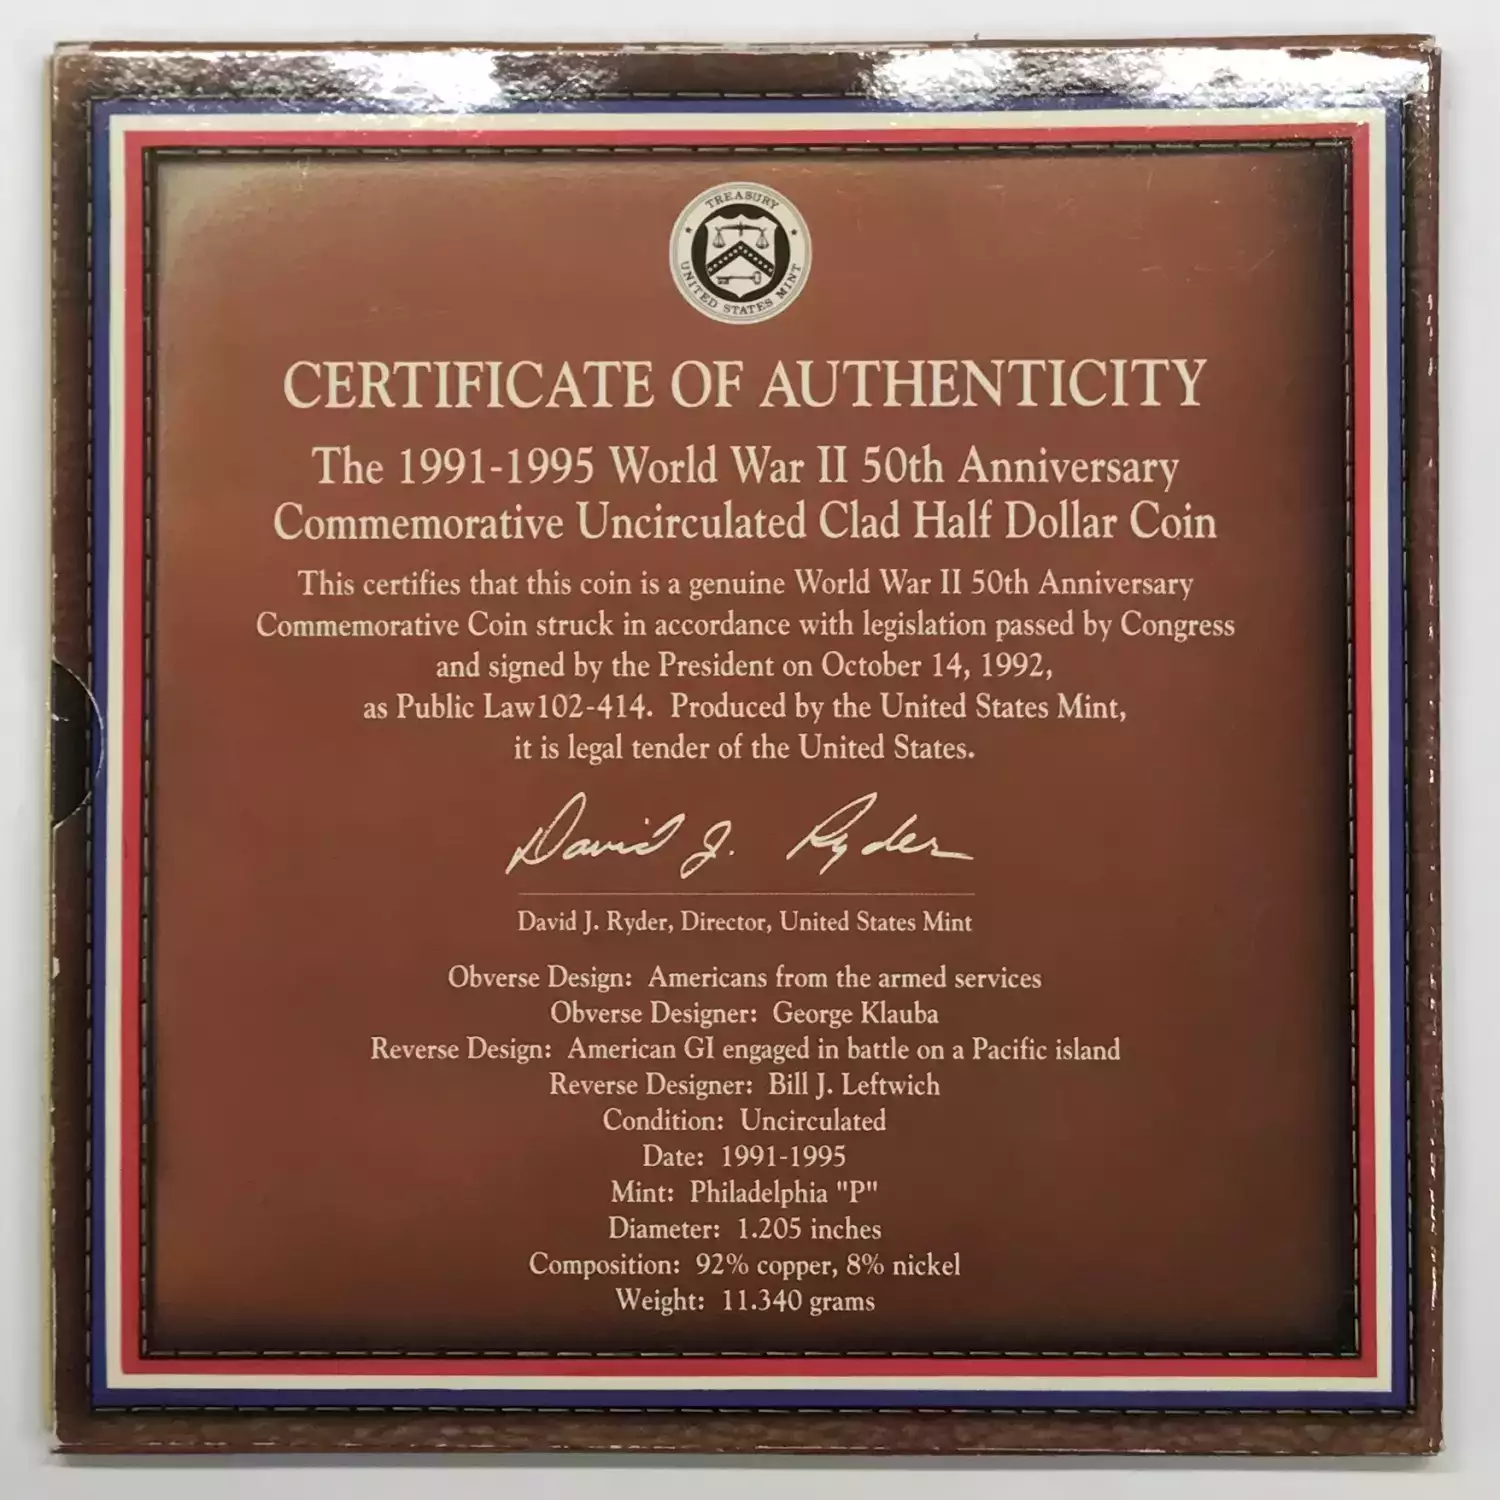 TREASURY
UNITED STATES MINT
CERTIFICATE OF AUTHENTICITY
The 1991-1995 World War II 50th Anniversary
Commemorative Uncirculated Clad Half Dollar Coin
This certifies that this coin is a genuine World War II 50th Anniversary
Commemorative Coin struck in accordance with legislation passed by Congress
and signed by the President on October 14, 1992,
as Public Law102-414. Produced by the United States Mint,
it is legal tender of the United States.
David J. Ryder
David J. Ryder, Director, United States Mint
Obverse Design: Americans from the armed services
Obverse Designer: George Klauba
Reverse Design: American GI engaged in battle on a Pacific island
Reverse Designer: Bill J. Leftwich
Condition: Uncirculated
Date: 1991-1995
Mint: Philadelphia "P"
Diameter: 1.205 inches
Composition: 92% copper, 8% nickel
Weight: 11.340 grams